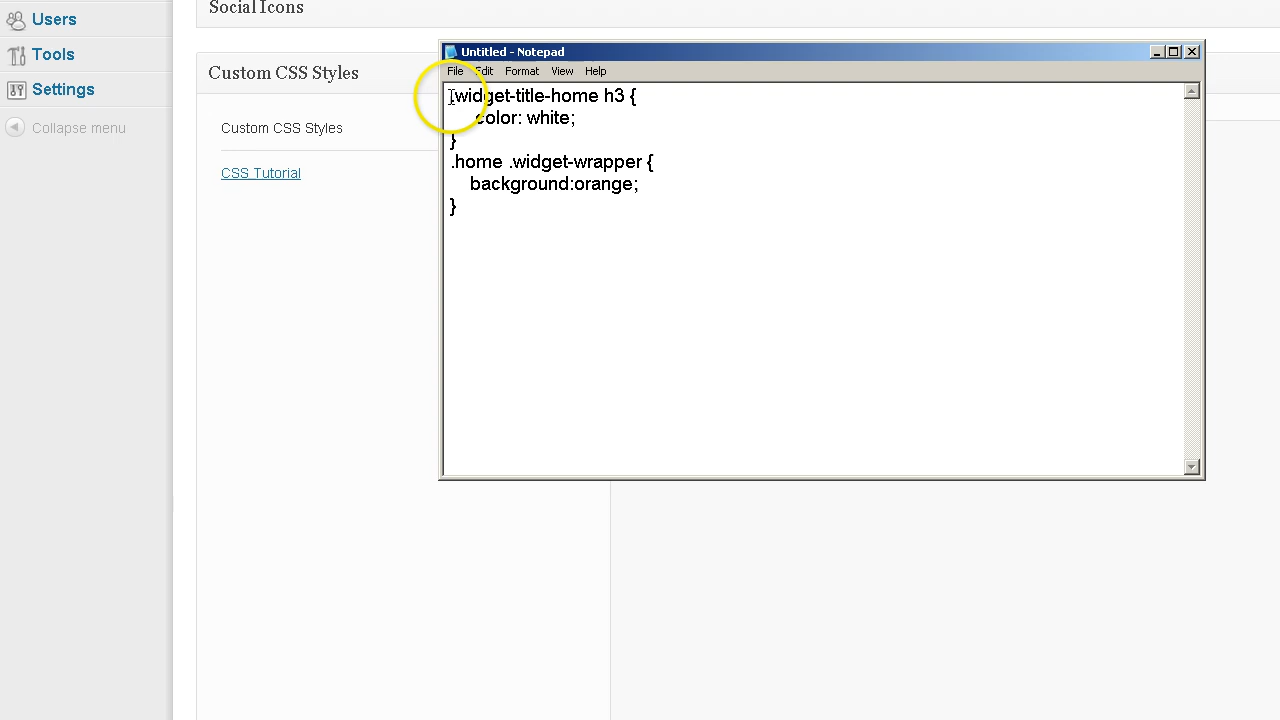 Social Icons
Users
Tools
Settings
Collapse menu
Custom CSS Styles
Custom CSS Styles
CSS Tutorial
Untitled - Notepad
File Edit Format View Help
.widget-title-home h3 {
color: white;
}
.home .widget-wrapper {
background:orange;
}